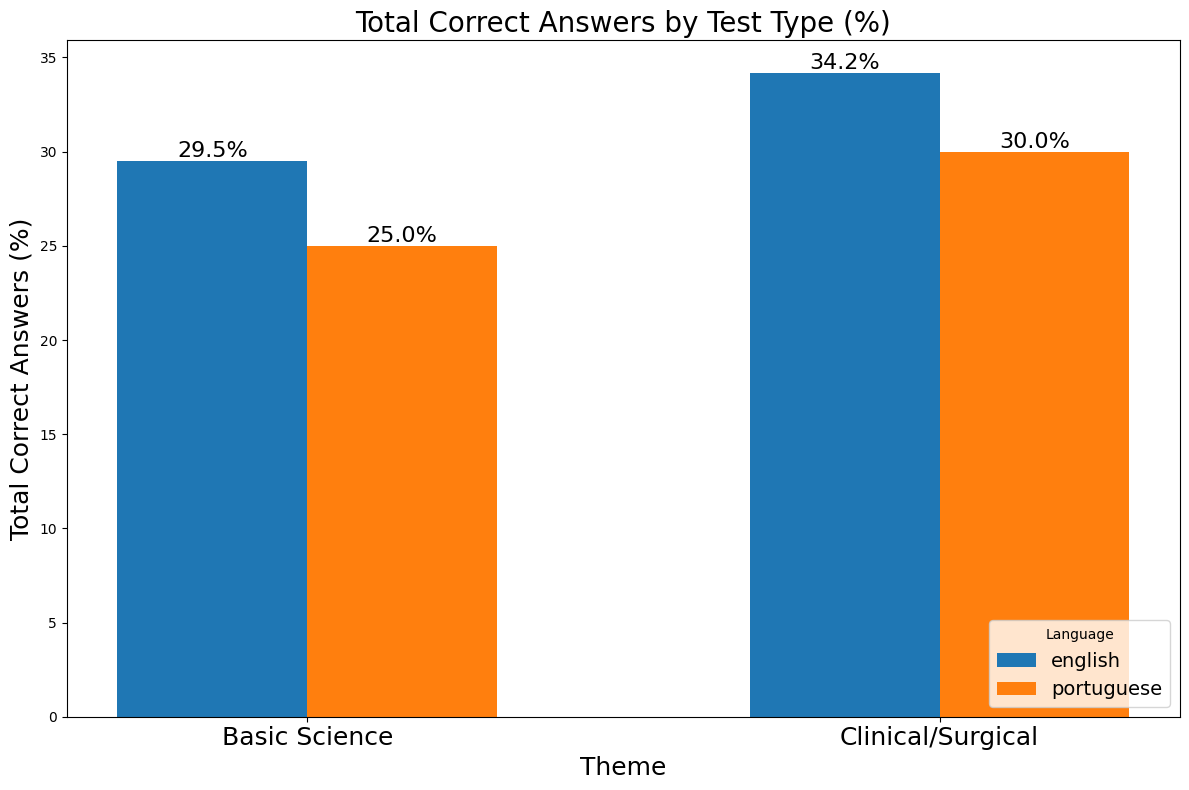 Total Correct Answers by Test Type (%)
Total Correct Answers (%)
35
30
25
20
15
10
5
0
29.5%
25.0%
34.2%
30.0%
Basic Science
Clinical/Surgical
Theme
Language
english
portuguese